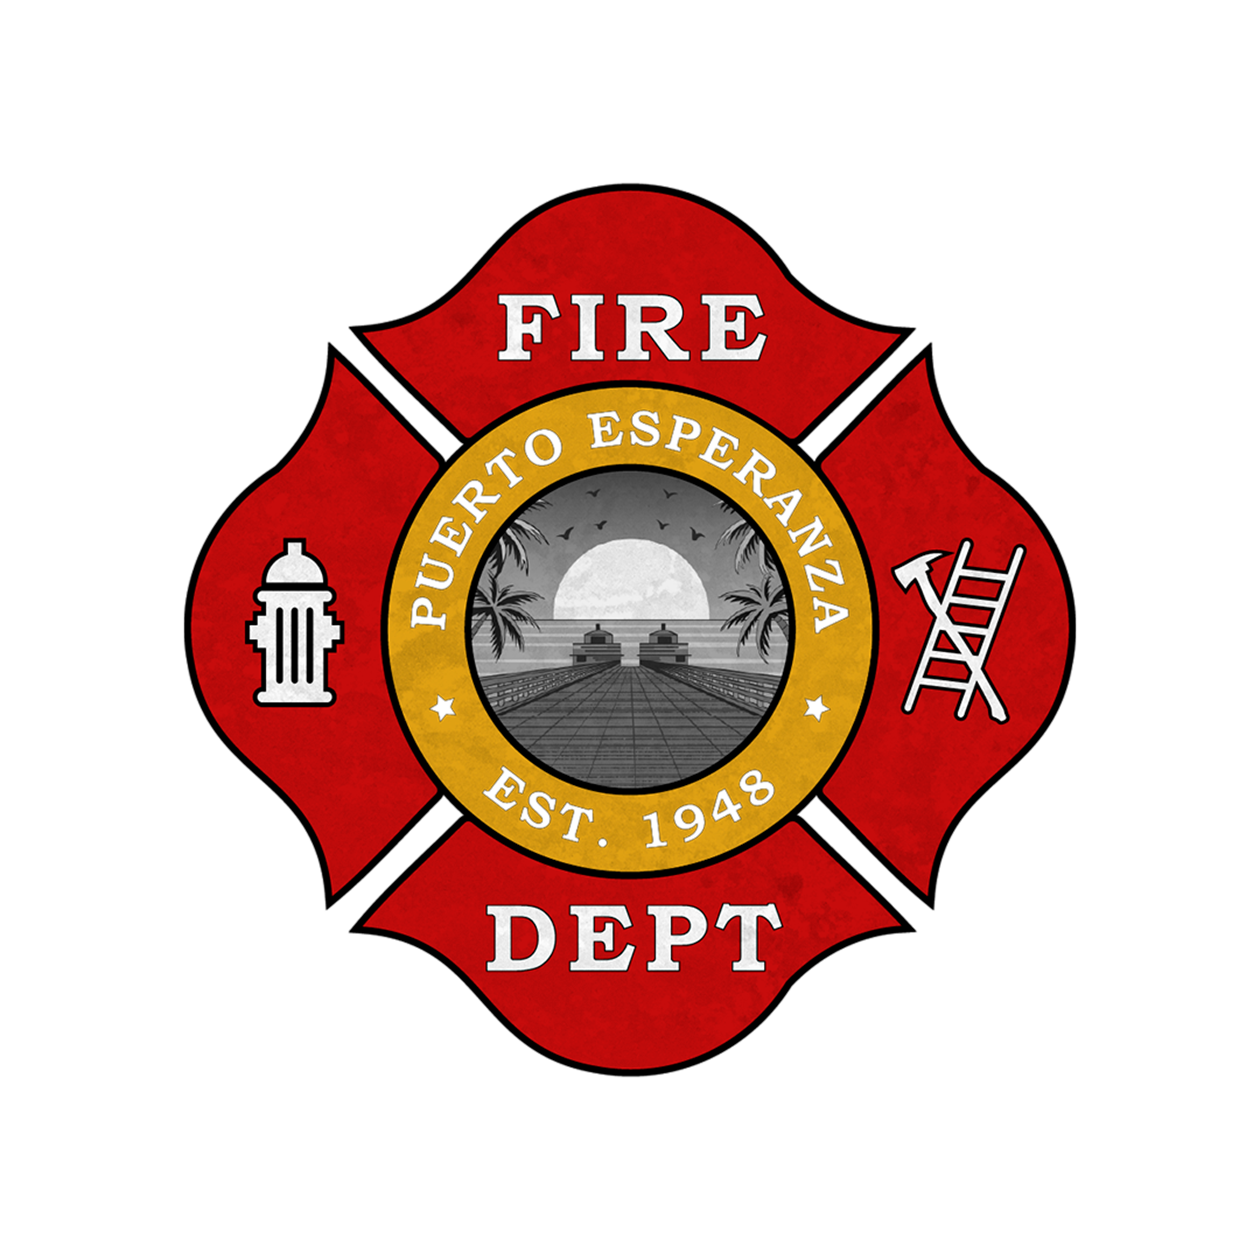 FIRE
PUERTO ESPERANZA
EST. 1948
DEPT